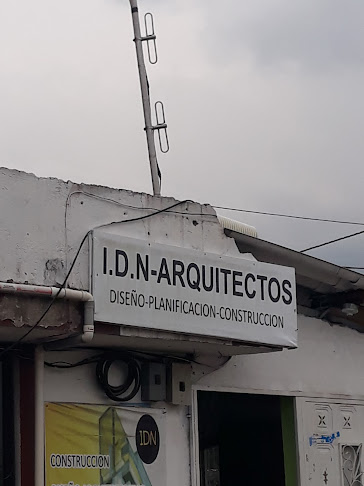 I.D.N-ARQUITECTOS
DISEÑO-PLANIFICACION-CONSTRUCCION
IDN
CONSTRUCCION